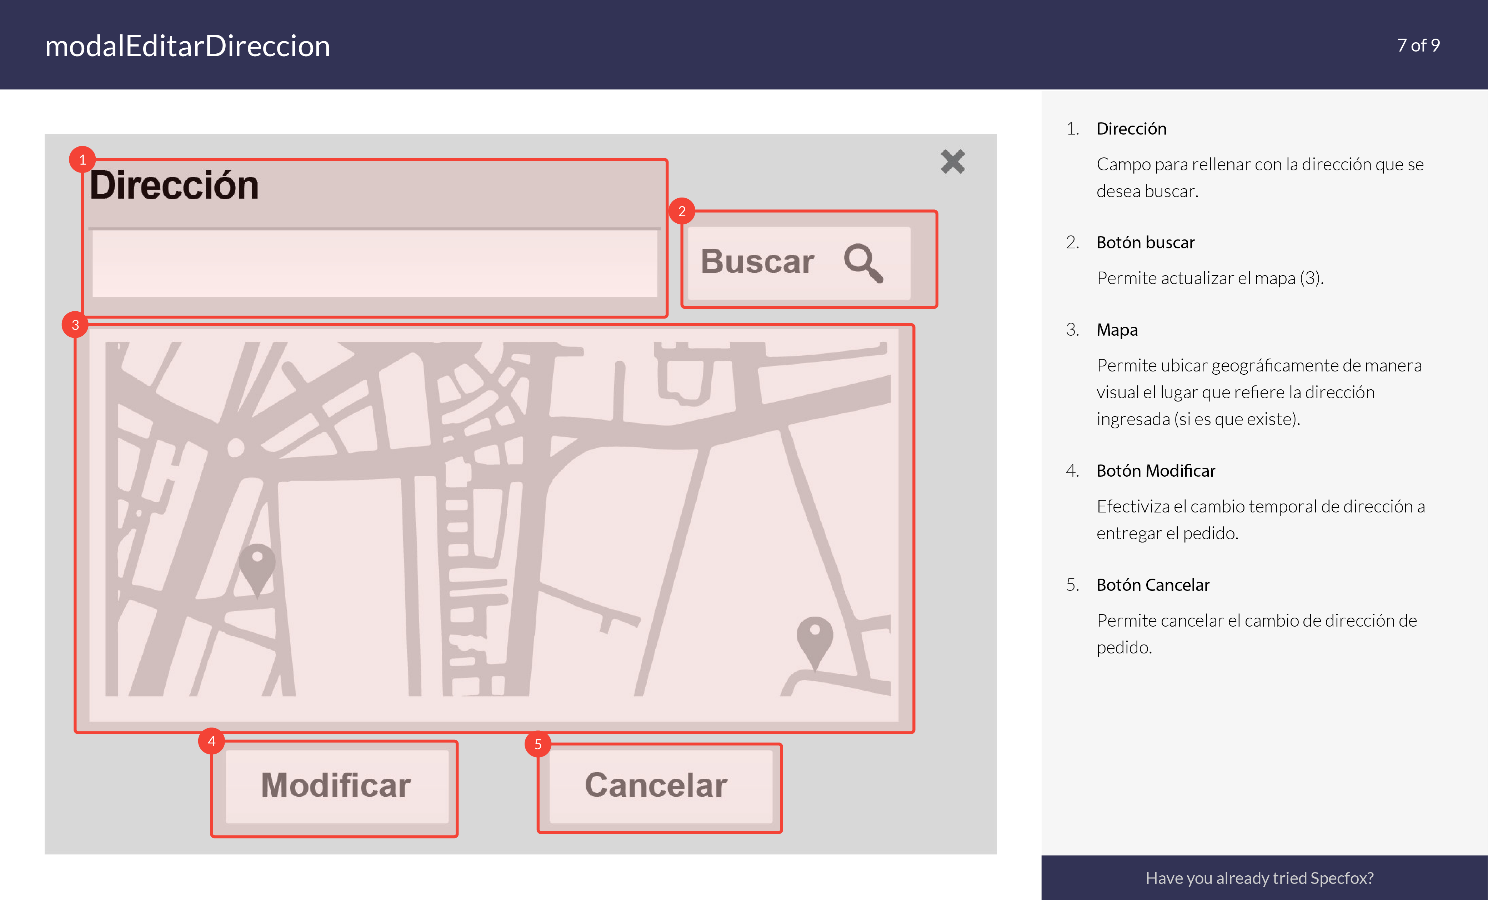 modalEditarDireccion
7 of 9
1
Dirección
2
Buscar
3
4
Modificar
5
Cancelar
1. Dirección
Campo para rellenar con la dirección que se
desea buscar.
2. Botón buscar
Permite actualizar el mapa (3).
3. Mapa
Permite ubicar geográficamente de manera
visual el lugar que refiere la dirección
ingresada (si es que existe).
4. Botón Modificar
Efectiviza el cambio temporal de dirección a
entregar el pedido.
5. Botón Cancelar
Permite cancelar el cambio de dirección de
pedido.
Have you already tried Specfox?